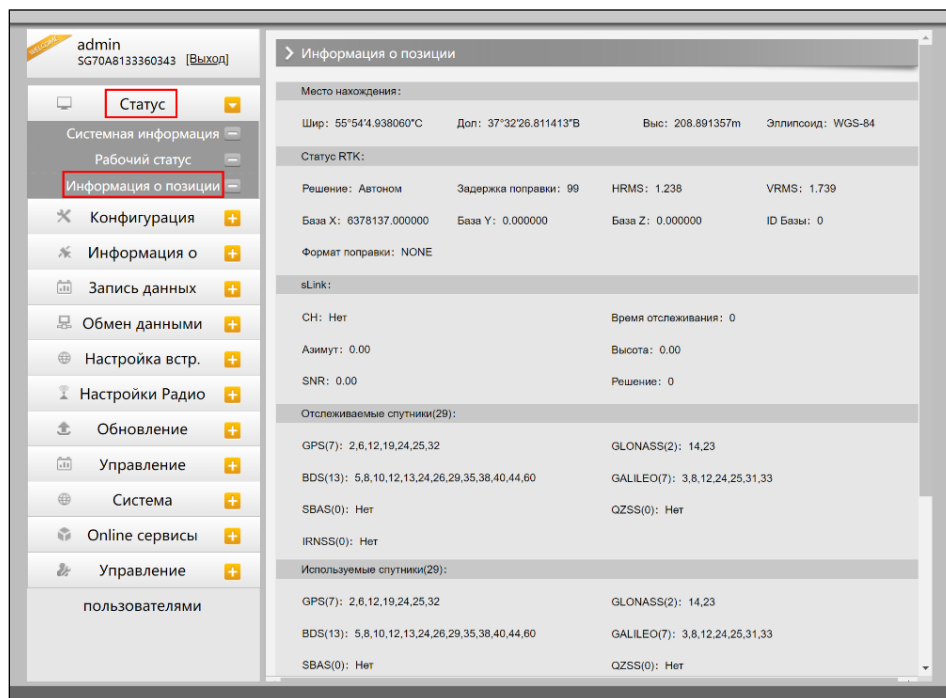 WELCOME
admin
SG70A8133360343 [Выход]
Статус
Системная информация
Рабочий статус
Информация о позиции
Конфигурация
Информация о
Запись данных
Обмен данными
Настройка встр.
Настройки Радио
Обновление
Управление
Система
Online сервисы
Управление
пользователями
Информация о позиции
Место нахождения:
Шир: 55°54'4.938060"С Дол: 37°32'26.811413"В Выс: 208.891357m Эллипсоид: WGS-84
Статус RTK:
Решение: Автоном Задержка поправки: 99 HRMS: 1.238 VRMS: 1.739
База X: 6378137.000000 База Y: 0.000000 База Z: 0.000000 ID Базы: 0
Формат поправки: NONE
sLink:
CH: Нет Время отслеживания: 0
Азимут: 0.00 Высота: 0.00
SNR: 0.00 Решение: 0
Отслеживаемые спутники(29):
GPS(7): 2,6,12,19,24,25,32 GLONASS(2): 14,23
BDS(13): 5,8,10,12,13,24,26,29,35,38,40,44,60 GALILEO(7): 3,8,12,24,25,31,33
SBAS(0): Нет QZSS(0): Нет
IRNSS(0): Нет
Используемые спутники(29):
GPS(7): 2,6,12,19,24,25,32 GLONASS(2): 14,23
BDS(13): 5,8,10,12,13,24,26,29,35,38,40,44,60 GALILEO(7): 3,8,12,24,25,31,33
SBAS(0): Нет QZSS(0): Нет